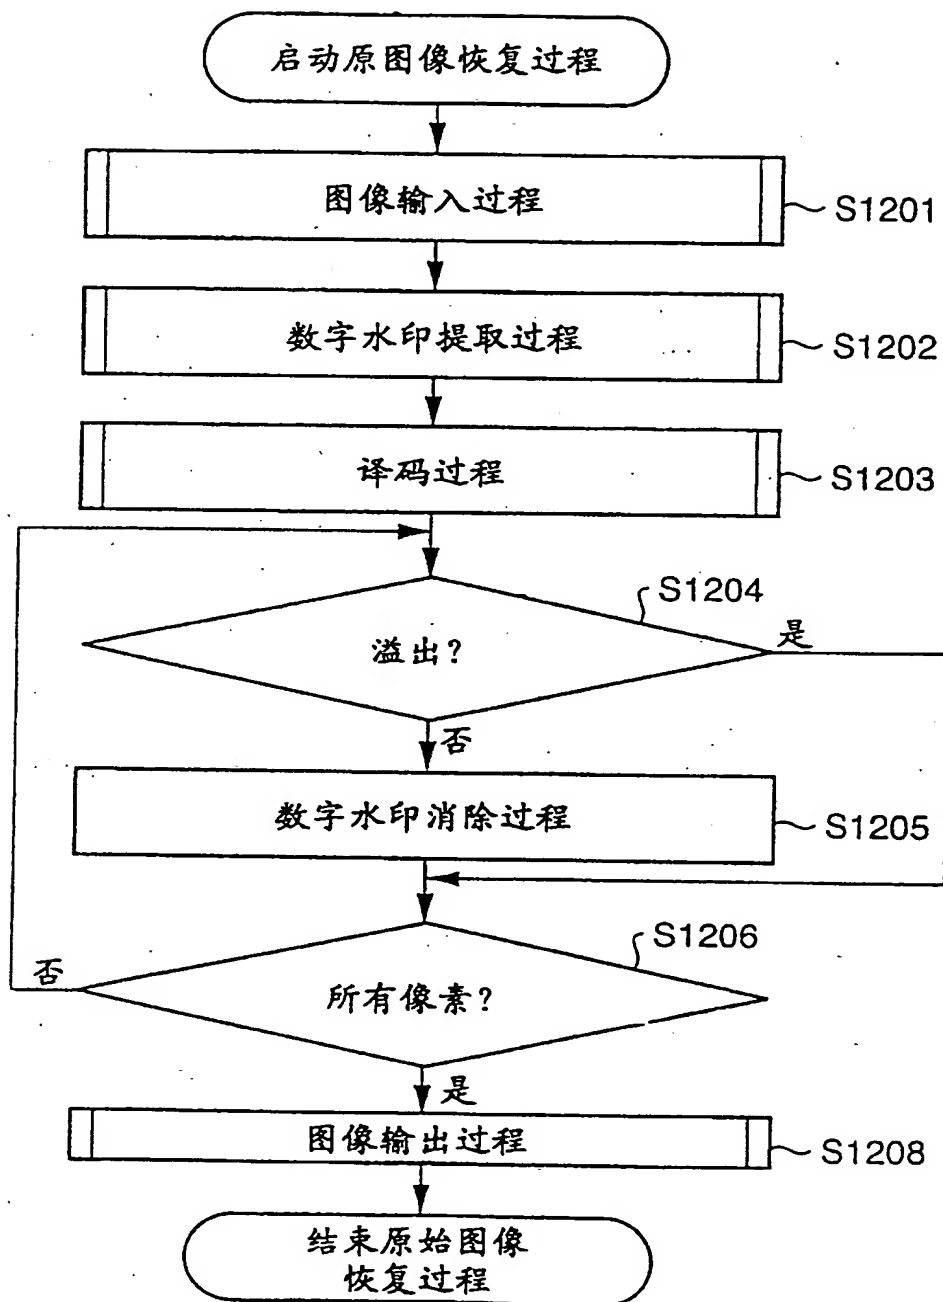 启动原图像恢复过程
图像输入过程
S1201
数字水印提取过程
S1202
译码过程
S1203
S1204
溢出?
是
否
数字水印消除过程
S1205
S1206
否
所有像素?
是
图像输出过程
S1208
结束原始图像
恢复过程